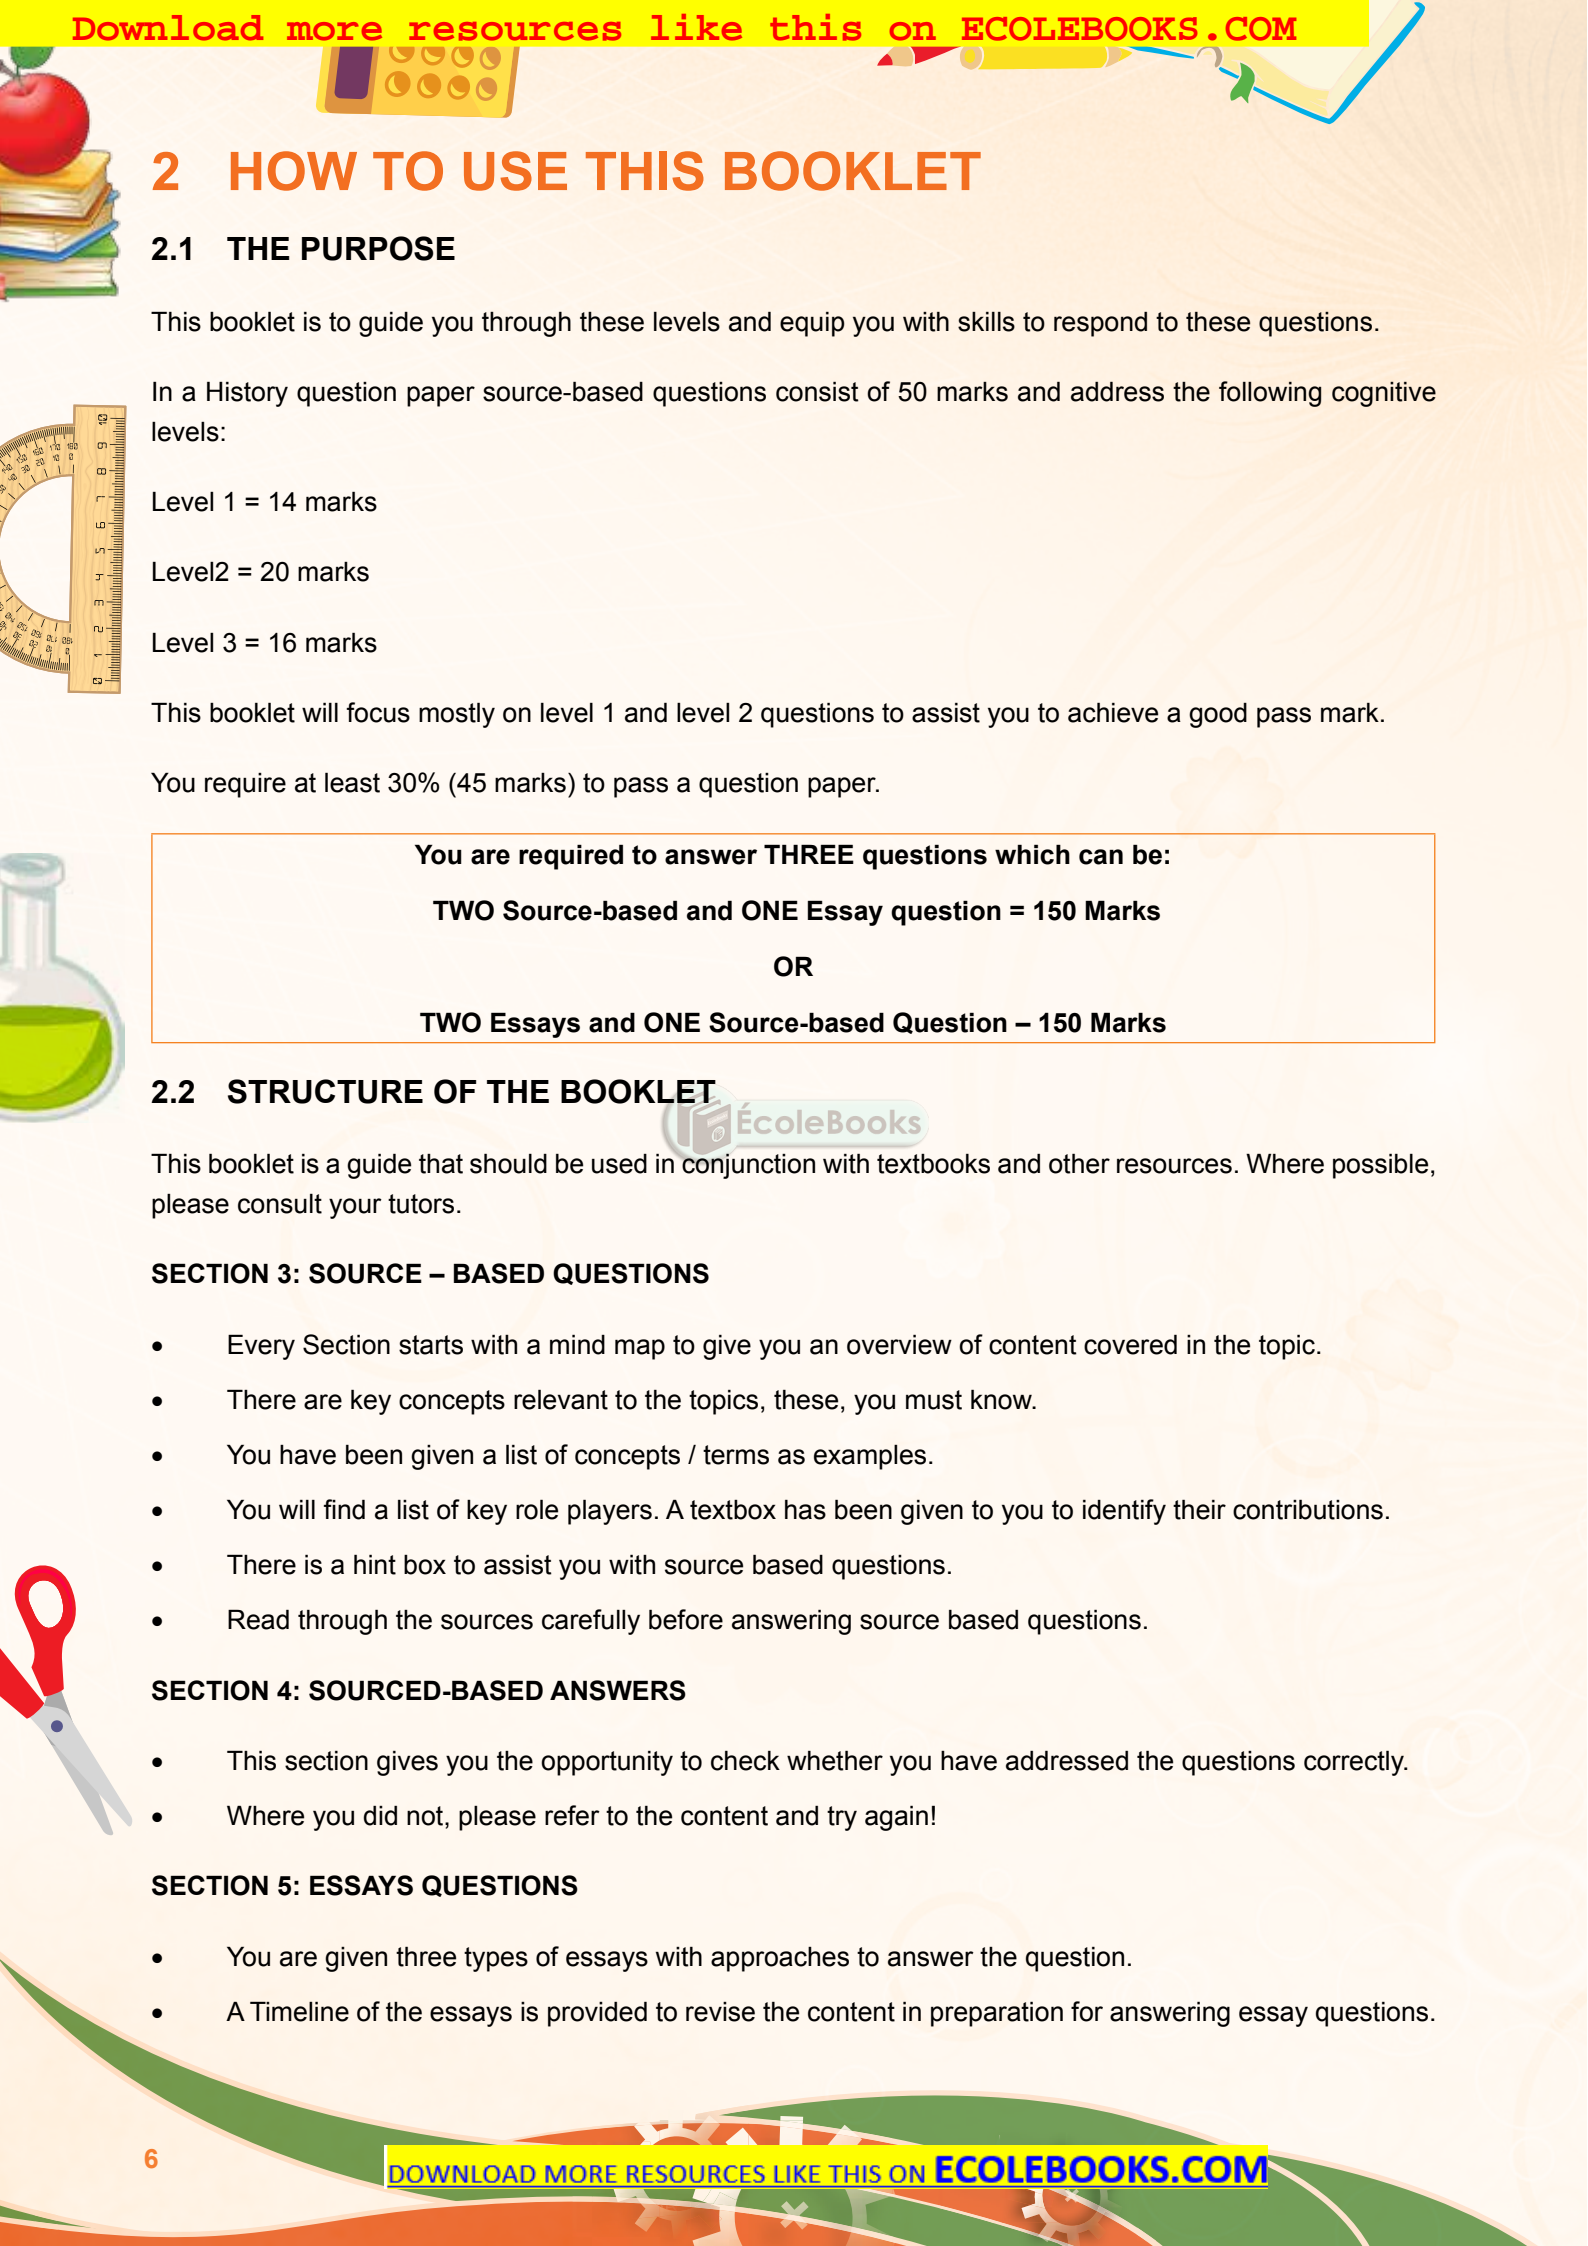 Download more resources like this on ECOLEBOOKS.COM
2 HOW TO USE THIS BOOKLET
2.1 THE PURPOSE
This booklet is to guide you through these levels and equip you with skills to respond to these questions.
In a History question paper source-based questions consist of 50 marks and address the following cognitive
levels:
Level 1 = 14 marks
Level2 = 20 marks
Level 3 = 16 marks
This booklet will focus mostly on level 1 and level 2 questions to assist you to achieve a good pass mark.
You require at least 30% (45 marks) to pass a question paper.
You are required to answer THREE questions which can be:
TWO Source-based and ONE Essay question = 150 Marks
OR
TWO Essays and ONE Source-based Question – 150 Marks
2.2 STRUCTURE OF THE BOOKLET
ÉcoleBooks
This booklet is a guide that should be used in conjunction with textbooks and other resources. Where possible,
please consult your tutors.
SECTION 3: SOURCE – BASED QUESTIONS
• Every Section starts with a mind map to give you an overview of content covered in the topic.
• There are key concepts relevant to the topics, these, you must know.
• You have been given a list of concepts / terms as examples.
• You will find a list of key role players. A textbox has been given to you to identify their contributions.
• There is a hint box to assist you with source based questions.
• Read through the sources carefully before answering source based questions.
SECTION 4: SOURCED-BASED ANSWERS
• This section gives you the opportunity to check whether you have addressed the questions correctly.
• Where you did not, please refer to the content and try again!
SECTION 5: ESSAYS QUESTIONS
• You are given three types of essays with approaches to answer the question.
• A Timeline of the essays is provided to revise the content in preparation for answering essay questions.
6
DOWNLOAD MORE RESOURCES LIKE THIS ON ECOLEBOOKS.COM